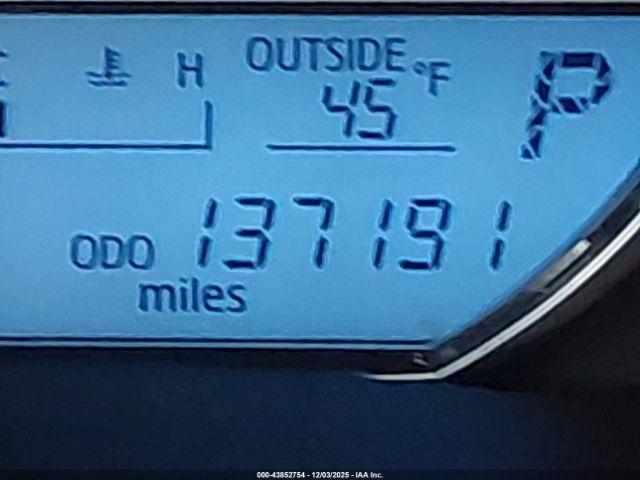 C H OUTSIDE °F P
45
ODO 137191
miles
000-43852754 - 12/03/2025 - IAA Inc.